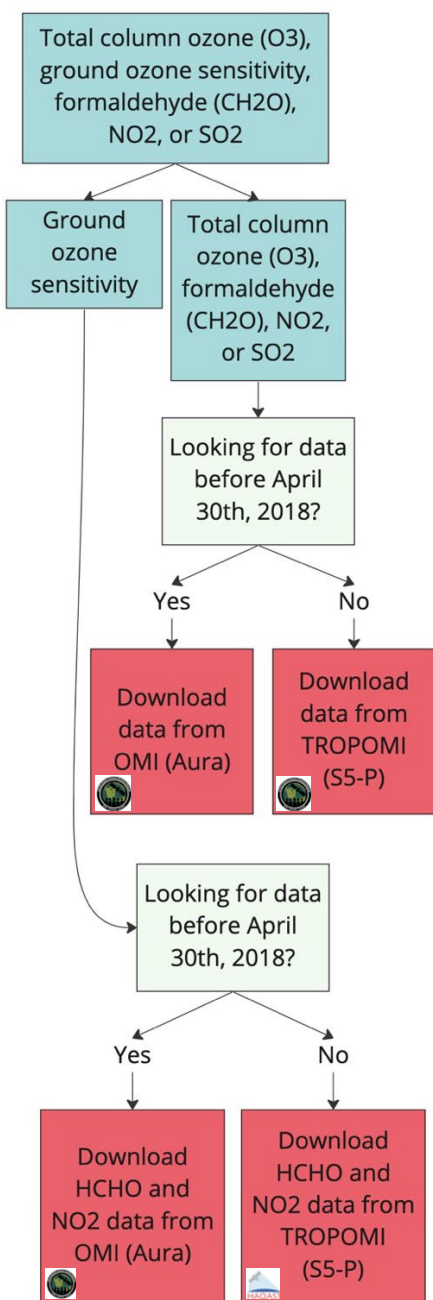 Total column ozone (O3),
ground ozone sensitivity,
formaldehyde (CH2O),
NO2, or SO2
Ground
ozone
sensitivity
Total column
ozone (O3),
formaldehyde
(CH2O), NO2,
or SO2
Looking for data
before April
30th, 2018?
Yes
No
Download
data from
OMI (Aura)
Download
data from
TROPOMI
(S5-P)
Looking for data
before April
30th, 2018?
Yes
No
Download
HCHO and
NO2 data from
OMI (Aura)
Download
HCHO and
NO2 data from
TROPOMI
(S5-P)
HAQAST